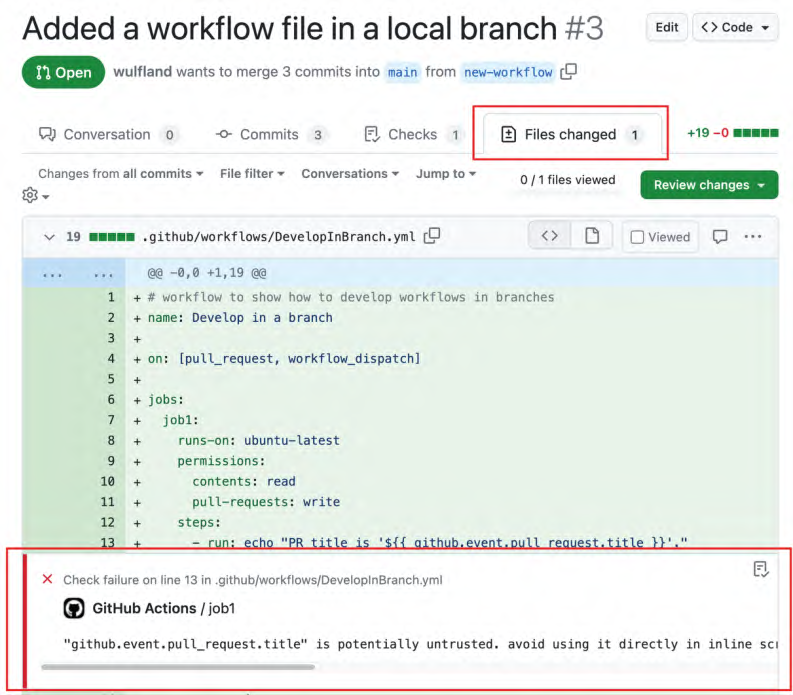 Added a workflow file in a local branch #3
Edit
<> Code
Open
wulfland wants to merge 3 commits into main from new-workflow
Conversation 0
Commits 3
Checks 1
Files changed 1
+19 −0
Changes from all commits
File filter
Conversations
Jump to
0 / 1 files viewed
Review changes
19 .github/workflows/DevelopInBranch.yml
<>
Viewed
...
... ... @@ -0,0 +1,19 @@
1 + # workflow to show how to develop workflows in branches
2 + name: Develop in a branch
3 +
4 + on: [pull_request, workflow_dispatch]
5 +
6 + jobs:
7 + job1:
8 + runs-on: ubuntu-latest
9 + permissions:
10 + contents: read
11 + pull-requests: write
12 + steps:
13 + - run: echo "PR title is '${{ github.event.pull_request.title }}'."
Check failure on line 13 in .github/workflows/DevelopInBranch.yml
GitHub Actions / job1
"github.event.pull_request.title" is potentially untrusted. avoid using it directly in inline